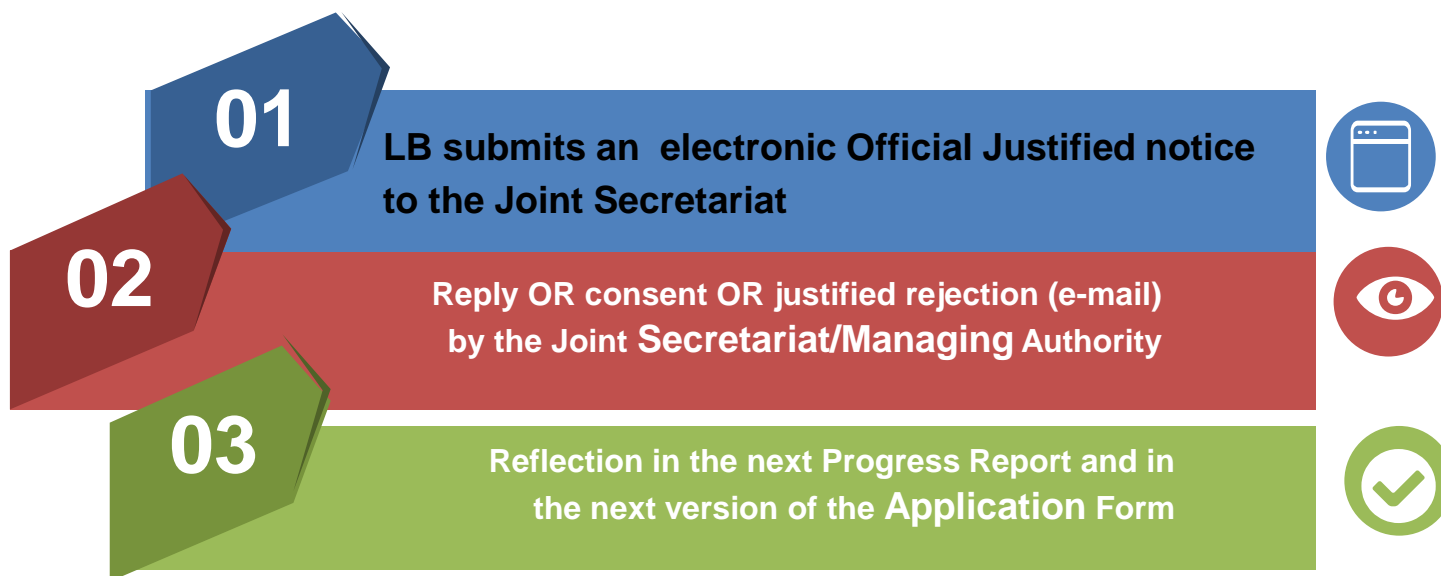 01
LB submits an electronic Official Justified notice
to the Joint Secretariat
02
Reply OR consent OR justified rejection (e-mail)
by the Joint Secretariat/Managing Authority
03
Reflection in the next Progress Report and in
the next version of the Application Form